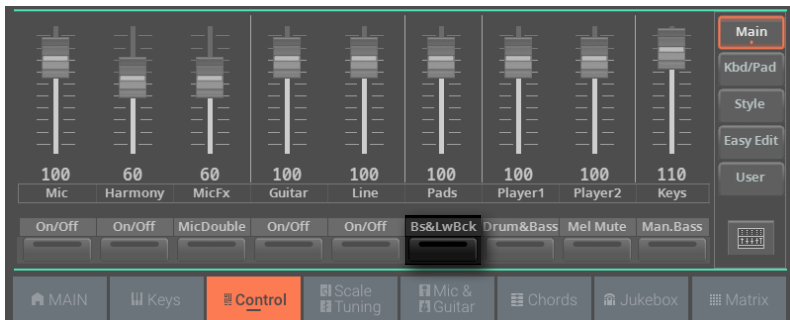 Main
Kbd/Pad
Style
Easy Edit
User
100 60 60 100 100 100 100 100 110
Mic Harmony MicFx Guitar Line Pads Player1 Player2 Keys
On/Off On/Off MicDouble On/Off On/Off Bs&LwBck Drum&Bass Mel Mute Man.Bass
MAIN Keys Control Scale Tuning Mic & Guitar Chords Jukebox Matrix